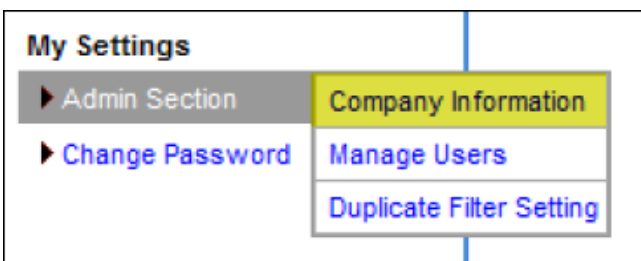 My Settings
Admin Section
Company Information
Change Password
Manage Users
Duplicate Filter Setting